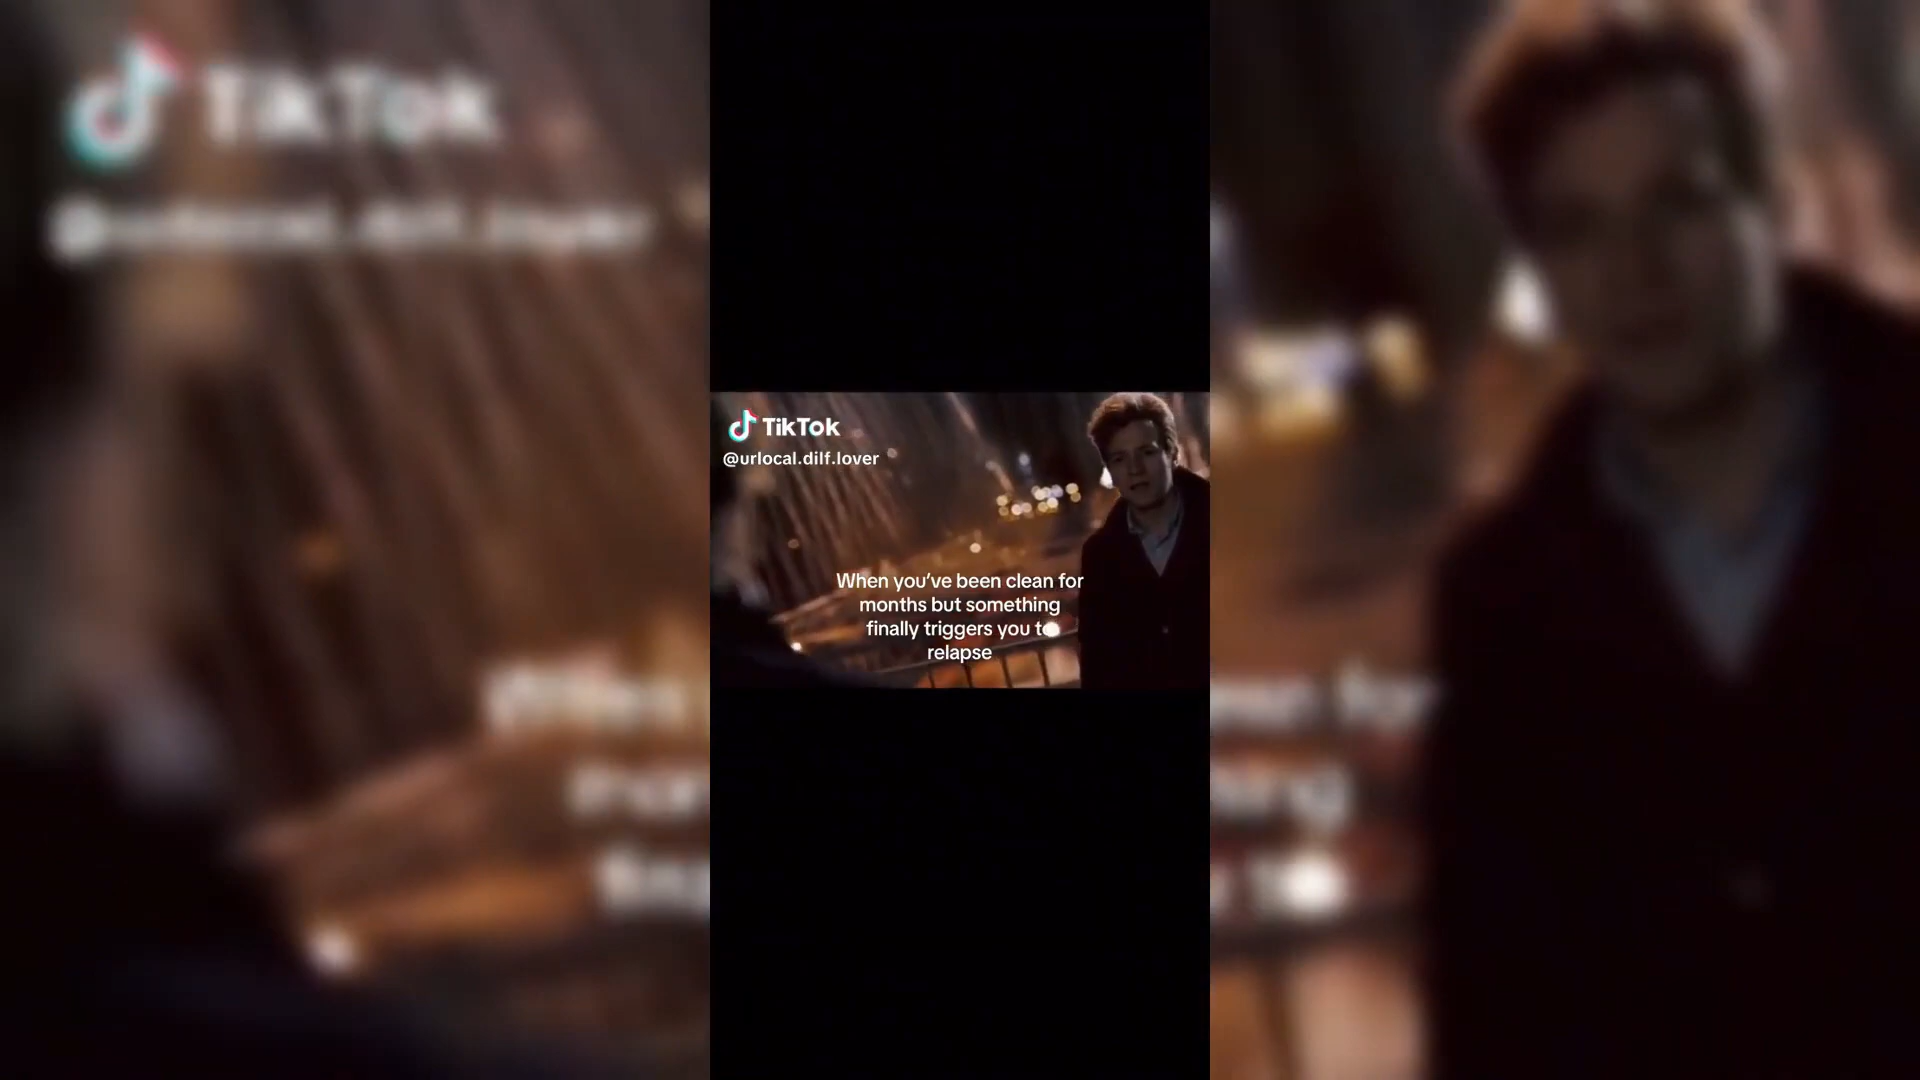 TikTok
@urlocal.dilf.lover
When you've been clean for
months but something
finally triggers you to
relapse